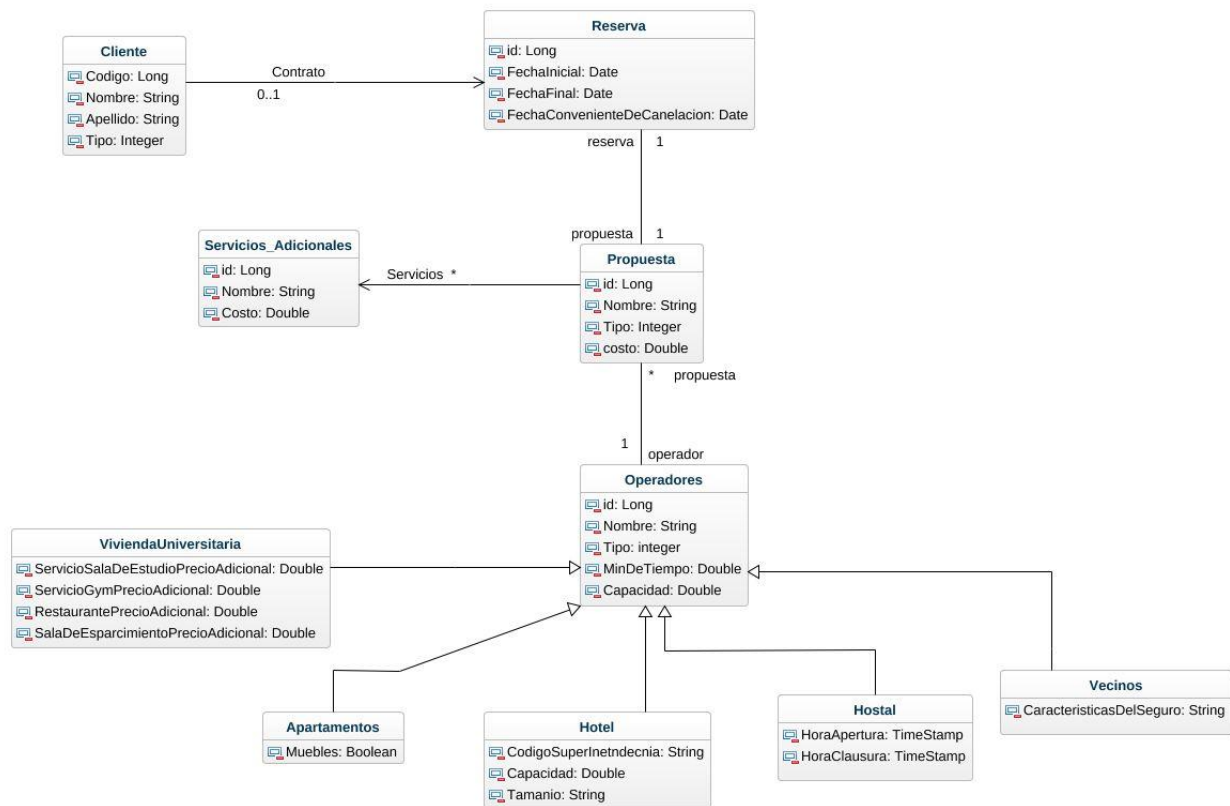 Cliente
Codigo: Long
Nombre: String
Apellido: String
Tipo: Integer
Contrato
0..1
Reserva
id: Long
FechaInicial: Date
FechaFinal: Date
FechaConvenienteDeCanelacion: Date
reserva 1
propuesta 1
Servicios_Adicionales
id: Long
Nombre: String
Costo: Double
Servicios *
Propuesta
id: Long
Nombre: String
Tipo: Integer
costo: Double
* propuesta
1
operador
Operadores
id: Long
Nombre: String
Tipo: integer
MinDeTiempo: Double
Capacidad: Double
ViviendaUniversitaria
ServicioSalaDeEstudioPrecioAdicional: Double
ServicioGymPrecioAdicional: Double
RestaurantePrecioAdicional: Double
SalaDeEsparcimientoPrecioAdicional: Double
Apartamentos
Muebles: Boolean
Hotel
CodigoSuperInetndecnia: String
Capacidad: Double
Tamanio: String
Hostal
HoraApertura: TimeStamp
HoraClausura: TimeStamp
Vecinos
CaracteristicasDelSeguro: String